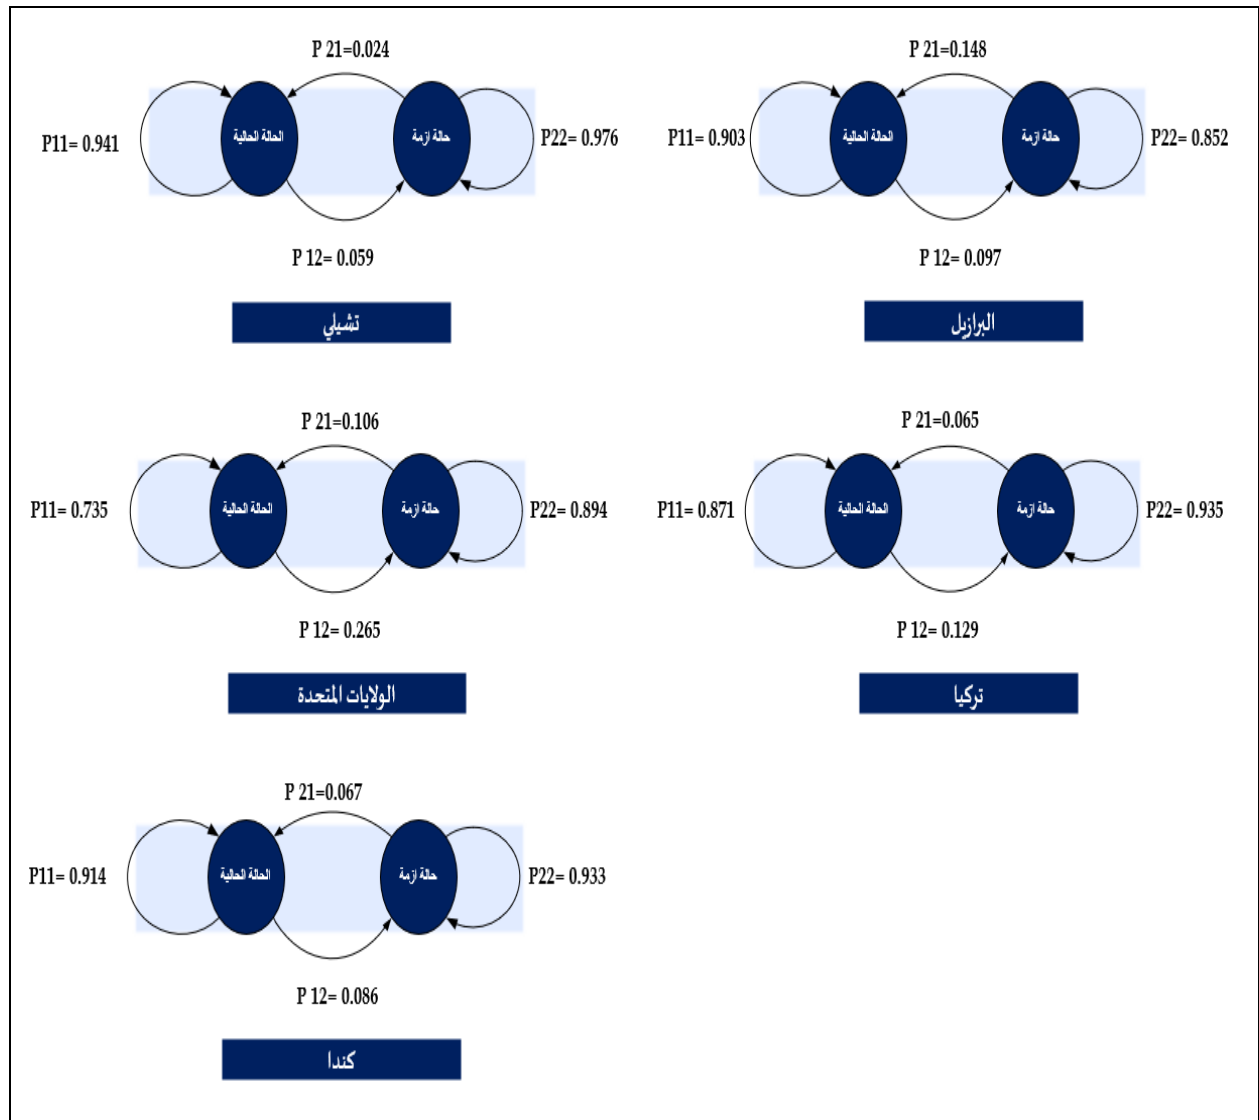 P 21=0.024
P11= 0.941
الحالة الحالية
حالة ازمة
P22= 0.976
P 12= 0.059
تشيلي
P 21=0.148
P11= 0.903
الحالة الحالية
حالة ازمة
P22= 0.852
P 12= 0.097
البرازيل
P 21=0.106
P11= 0.735
الحالة الحالية
حالة ازمة
P22= 0.894
P 12= 0.265
الولايات المتحدة
P 21=0.065
P11= 0.871
الحالة الحالية
حالة ازمة
P22= 0.935
P 12= 0.129
تركيا
P 21=0.067
P11= 0.914
الحالة الحالية
حالة ازمة
P22= 0.933
P 12= 0.086
كندا